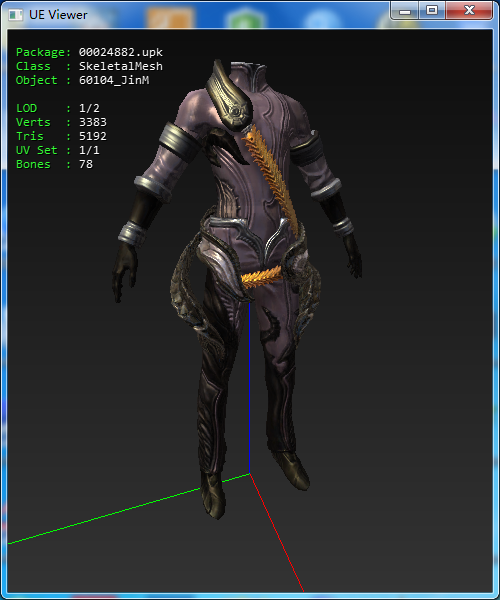 UE Viewer
Package: 00024882.upk
Class : SkeletalMesh
Object : 60104_JinM
LOD : 1/2
Verts : 3383
Tris : 5192
UV Set : 1/1
Bones : 78